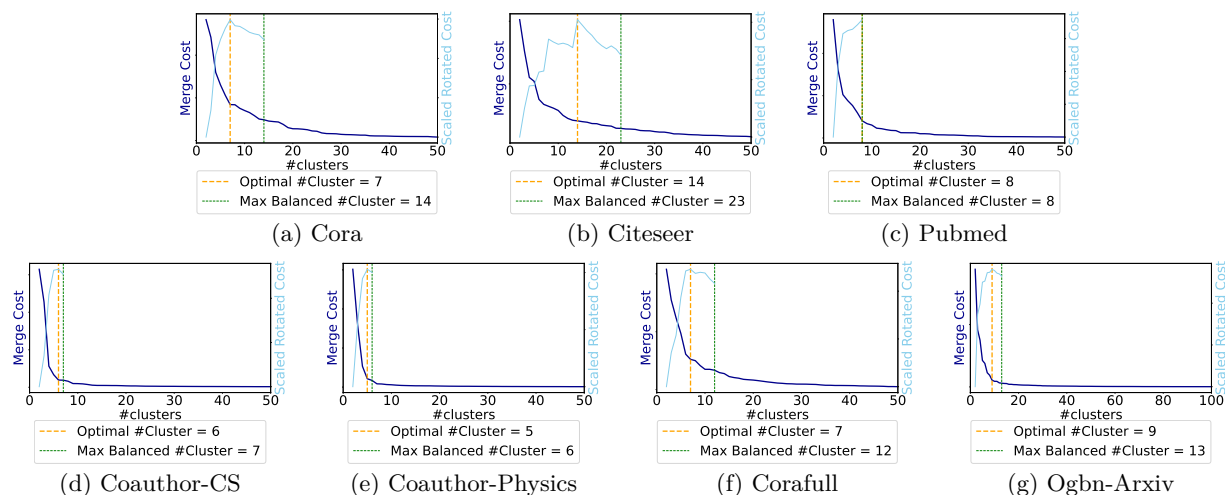 Merge Cost
Scaled Rotated Cost
0 10 20 30 40 50
#clusters
Optimal #Cluster = 7
Max Balanced #Cluster = 14
(a) Cora
Merge Cost
Scaled Rotated Cost
0 10 20 30 40 50
#clusters
Optimal #Cluster = 14
Max Balanced #Cluster = 23
(b) Citeseer
Merge Cost
Scaled Rotated Cost
0 10 20 30 40 50
#clusters
Optimal #Cluster = 8
Max Balanced #Cluster = 8
(c) Pubmed
Merge Cost
Scaled Rotated Cost
0 10 20 30 40 50
#clusters
Optimal #Cluster = 6
Max Balanced #Cluster = 7
(d) Coauthor-CS
Merge Cost
Scaled Rotated Cost
0 10 20 30 40 50
#clusters
Optimal #Cluster = 5
Max Balanced #Cluster = 6
(e) Coauthor-Physics
Merge Cost
Scaled Rotated Cost
0 10 20 30 40 50
#clusters
Optimal #Cluster = 7
Max Balanced #Cluster = 12
(f) Corafull
Merge Cost
Scaled Rotated Cost
0 20 40 60 80 100
#clusters
Optimal #Cluster = 9
Max Balanced #Cluster = 13
(g) Ogbn-Arxiv